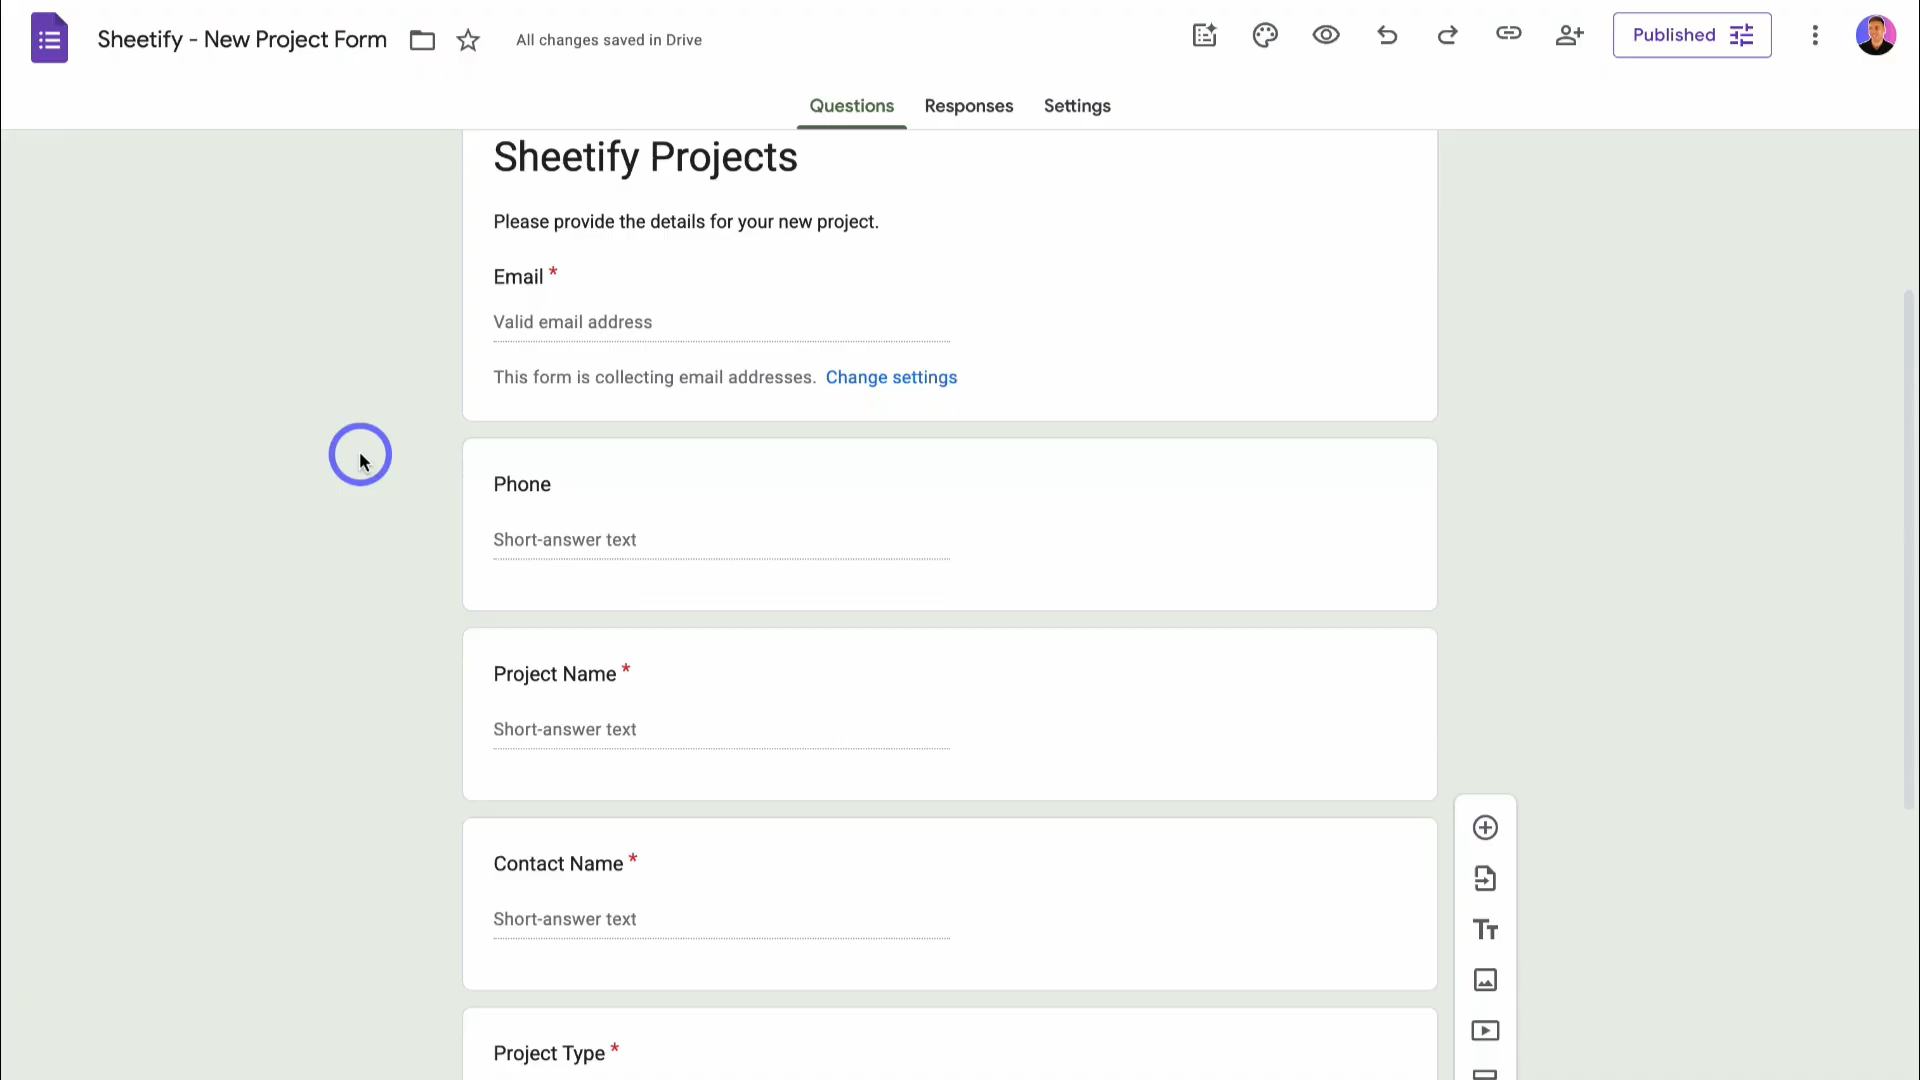 Sheetify - New Project Form
All changes saved in Drive
Published
Questions
Responses
Settings
Sheetify Projects
Please provide the details for your new project.
Email *
Valid email address
This form is collecting email addresses. Change settings
Phone
Short-answer text
Project Name *
Short-answer text
Contact Name *
Short-answer text
Project Type *